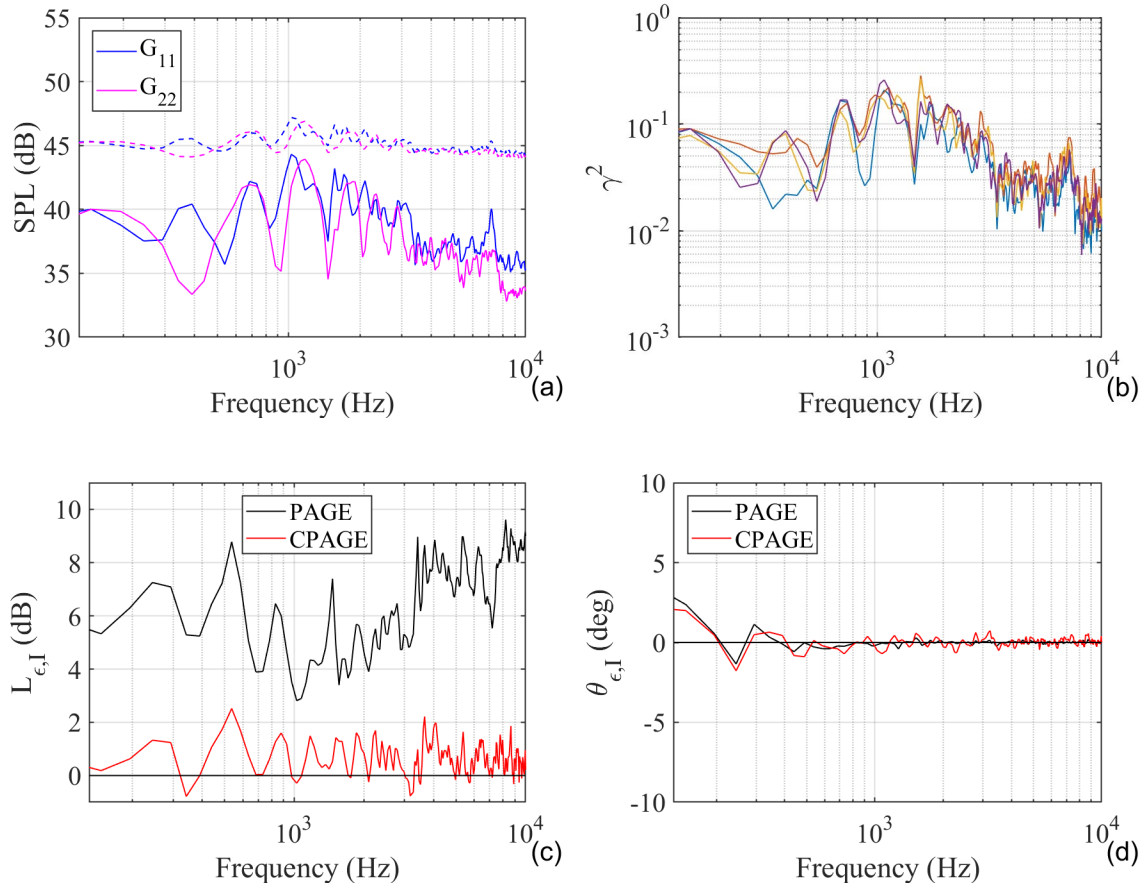 55
50
45
40
35
30
SPL (dB)
G₁₁
G₂₂
10³
10⁴
Frequency (Hz)
(a)
10⁰
10⁻¹
10⁻²
10⁻³
γ²
10³
10⁴
Frequency (Hz)
(b)
10
8
6
4
2
0
L_{ϵ,I} (dB)
PAGE
CPAGE
10³
10⁴
Frequency (Hz)
(c)
10
5
0
-5
-10
θ_{ϵ,I} (deg)
PAGE
CPAGE
10³
10⁴
Frequency (Hz)
(d)